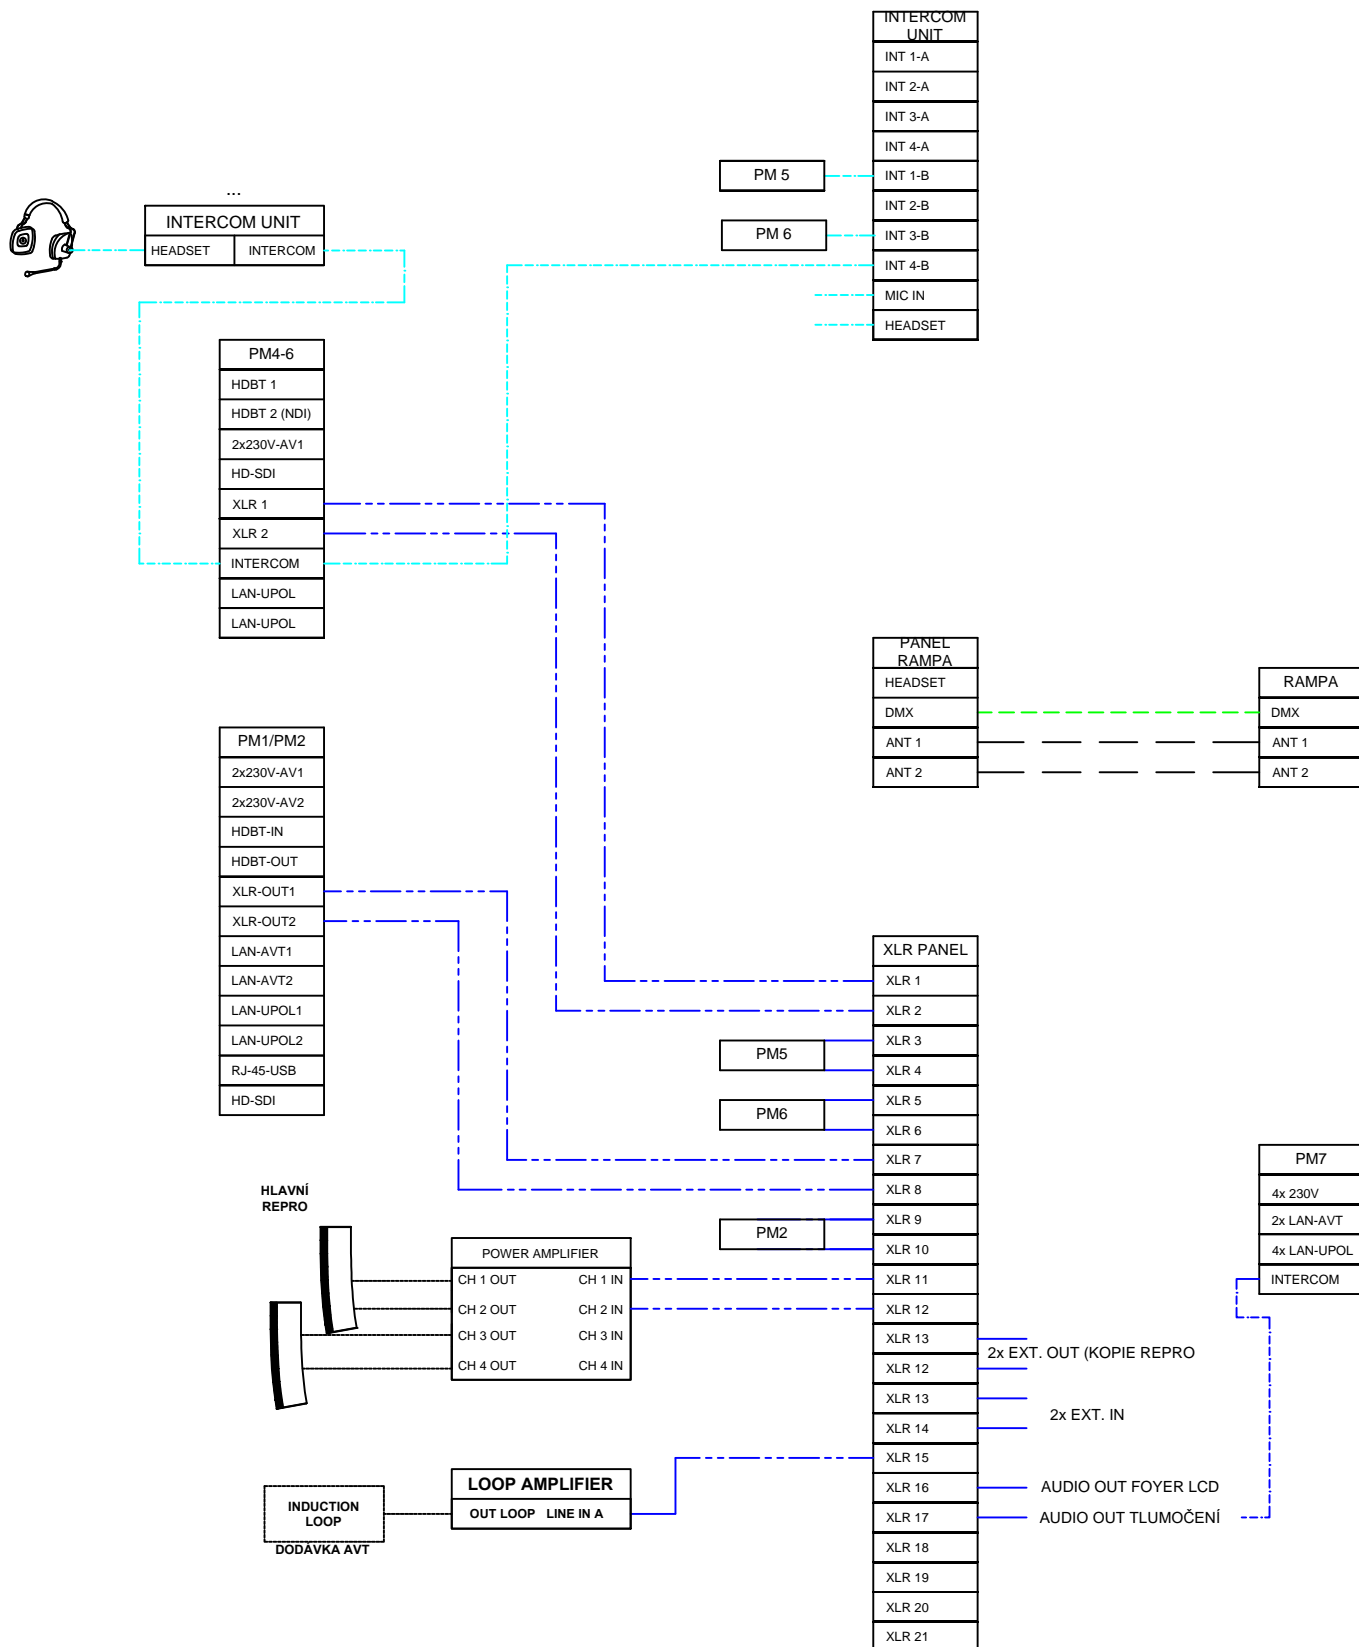 INTERCOM
UNIT
INT 1-A
INT 2-A
INT 3-A
INT 4-A
INT 1-B
INT 2-B
INT 3-B
INT 4-B
MIC IN
HEADSET
PM 5
PM 6
...
INTERCOM UNIT
HEADSET INTERCOM
PM4-6
HDBT 1
HDBT 2 (NDI)
2x230V-AV1
HD-SDI
XLR 1
XLR 2
INTERCOM
LAN-UPOL
LAN-UPOL
PANEL
RAMPA
HEADSET
DMX
ANT 1
ANT 2
RAMPA
DMX
ANT 1
ANT 2
PM1/PM2
2x230V-AV1
2x230V-AV2
HDBT-IN
HDBT-OUT
XLR-OUT1
XLR-OUT2
LAN-AVT1
LAN-AVT2
LAN-UPOL1
LAN-UPOL2
RJ-45-USB
HD-SDI
XLR PANEL
XLR 1
XLR 2
XLR 3
XLR 4
XLR 5
XLR 6
XLR 7
XLR 8
XLR 9
XLR 10
XLR 11
XLR 12
XLR 13
XLR 12
XLR 13
XLR 14
XLR 15
XLR 16
XLR 17
XLR 18
XLR 19
XLR 20
XLR 21
PM5
PM6
PM2
HLAVNÍ
REPRO
POWER AMPLIFIER
CH 1 OUT CH 1 IN
CH 2 OUT CH 2 IN
CH 3 OUT CH 3 IN
CH 4 OUT CH 4 IN
2x EXT. OUT (KOPIE REPRO
2x EXT. IN
AUDIO OUT FOYER LCD
AUDIO OUT TLUMOČENÍ
PM7
4x 230V
2x LAN-AVT
4x LAN-UPOL
INTERCOM
LOOP AMPLIFIER
OUT LOOP LINE IN A
INDUCTION
LOOP
DODÁVKA AVT